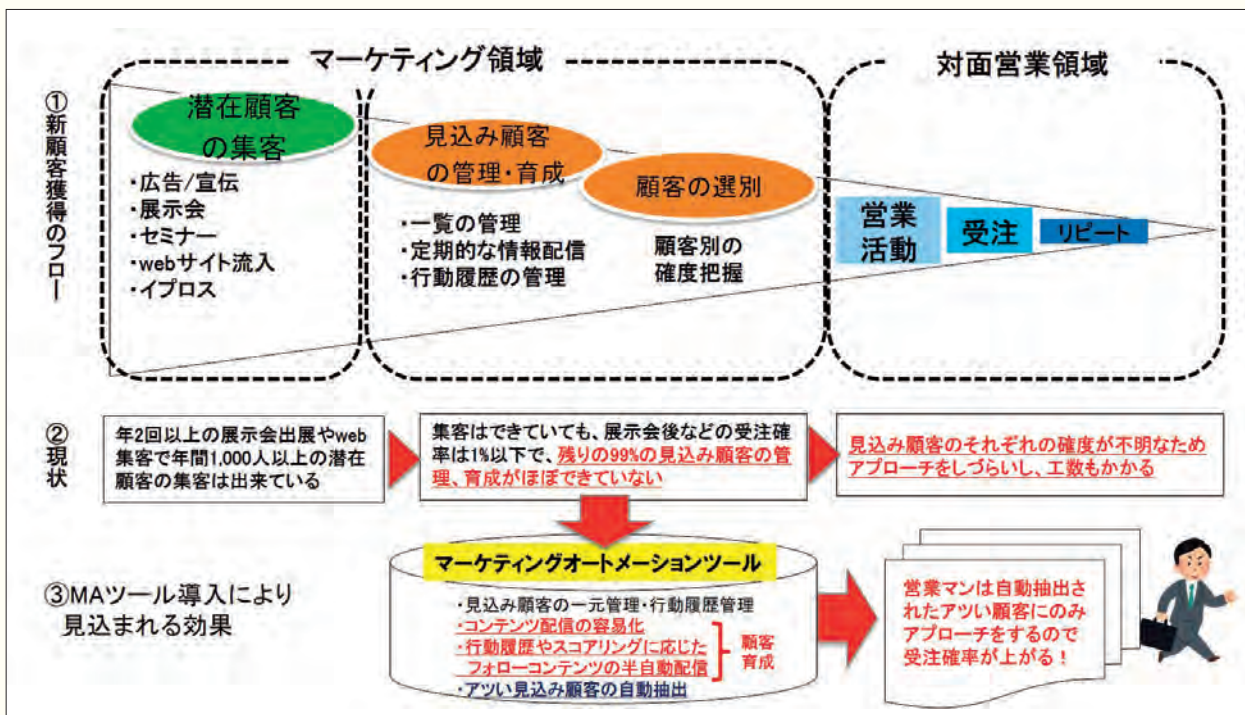 マーケティング領域
対面営業領域
①新顧客獲得のフロー
潜在顧客
の集客
・広告/宣伝
・展示会
・セミナー
・webサイト流入
・イプロス
見込み顧客
の管理・育成
・一覧の管理
・定期的な情報配信
・行動履歴の管理
顧客の選別
顧客別の
確度把握
営業
活動
受注
リピート
②現状
年2回以上の展示会出展やweb
集客で年間1,000人以上の潜在
顧客の集客は出来ている
集客はできていても、展示会後などの受注確
率は1%以下で、残りの99%の見込み顧客の管
理、育成がほぼできていない
見込み顧客のそれぞれの確度が不明なため
アプローチをしづらいし、工数もかかる
③MAツール導入により
見込まれる効果
マーケティングオートメーションツール
・見込み顧客の一元管理・行動履歴管理
・コンテンツ配信の容易化
・行動履歴やスコアリングに応じた
フォローコンテンツの半自動配信
・アツい見込み顧客の自動抽出
顧客
育成
営業マンは自動抽出さ
れたアツい顧客にのみ
アプローチをするので
受注確率が上がる！